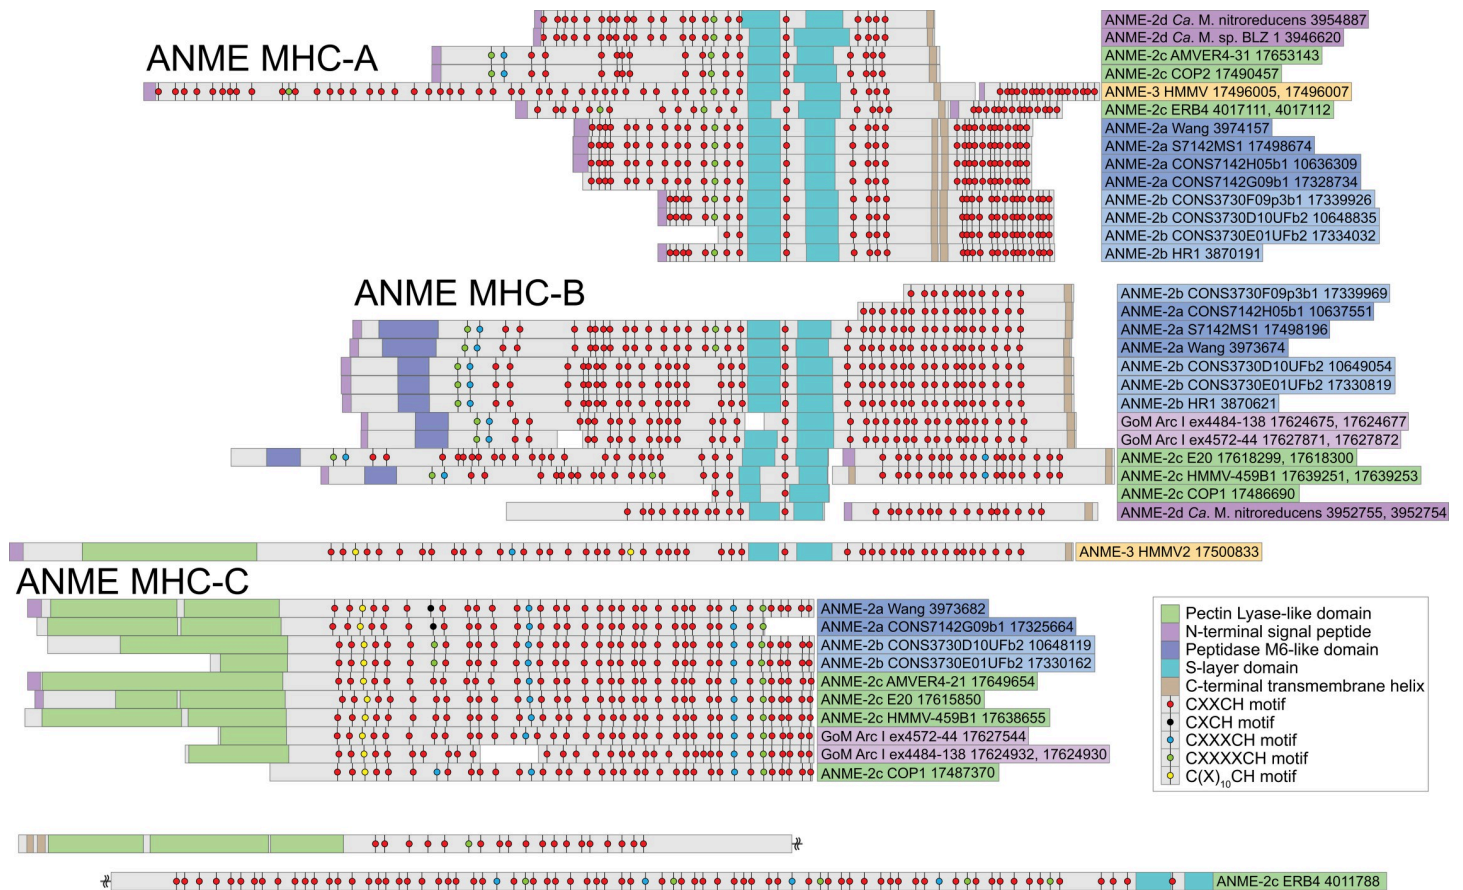 ANME MHC-A
ANME-2d Ca. M. nitroreducens 3954887
ANME-2d Ca. M. sp. BLZ 1 3946620
ANME-2c AMVER4-31 17653143
ANME-2c COP2 17490457
ANME-3 HMMV 17496005, 17496007
ANME-2c ERB4 4017111, 4017112
ANME-2a Wang 3974157
ANME-2a S7142MS1 17498674
ANME-2a CONS7142H05b1 10636309
ANME-2a CONS7142G09b1 17328734
ANME-2b CONS3730F09p3b1 17339926
ANME-2b CONS3730D10UFb2 10648835
ANME-2b CONS3730E01UFb2 17334032
ANME-2b HR1 3870191
ANME MHC-B
ANME-2b CONS3730F09p3b1 17339969
ANME-2a CONS7142H05b1 10637551
ANME-2a S7142MS1 17498196
ANME-2a Wang 3973674
ANME-2b CONS3730D10UFb2 10649054
ANME-2b CONS3730E01UFb2 17330819
ANME-2b HR1 3870621
GoM Arc I ex4484-138 17624675, 17624677
GoM Arc I ex4572-44 17627871, 17627872
ANME-2c E20 17618299, 17618300
ANME-2c HMMV-459B1 17639251, 17639253
ANME-2c COP1 17486690
ANME-2d Ca. M. nitroreducens 3952755, 3952754
ANME-3 HMMV2 17500833
ANME MHC-C
ANME-2a Wang 3973682
ANME-2a CONS7142G09b1 17325664
ANME-2b CONS3730D10UFb2 10648119
ANME-2b CONS3730E01UFb2 17330162
ANME-2c AMVER4-21 17649654
ANME-2c E20 17615850
ANME-2c HMMV-459B1 17638655
GoM Arc I ex4572-44 17627544
GoM Arc I ex4484-138 17624932, 17624930
ANME-2c COP1 17487370
Pectin Lyase-like domain
N-terminal signal peptide
Peptidase M6-like domain
S-layer domain
C-terminal transmembrane helix
CXXCH motif
CXCH motif
CXXXCH motif
CXXXXCH motif
C(X)₁₀CH motif
ANME-2c ERB4 4011788